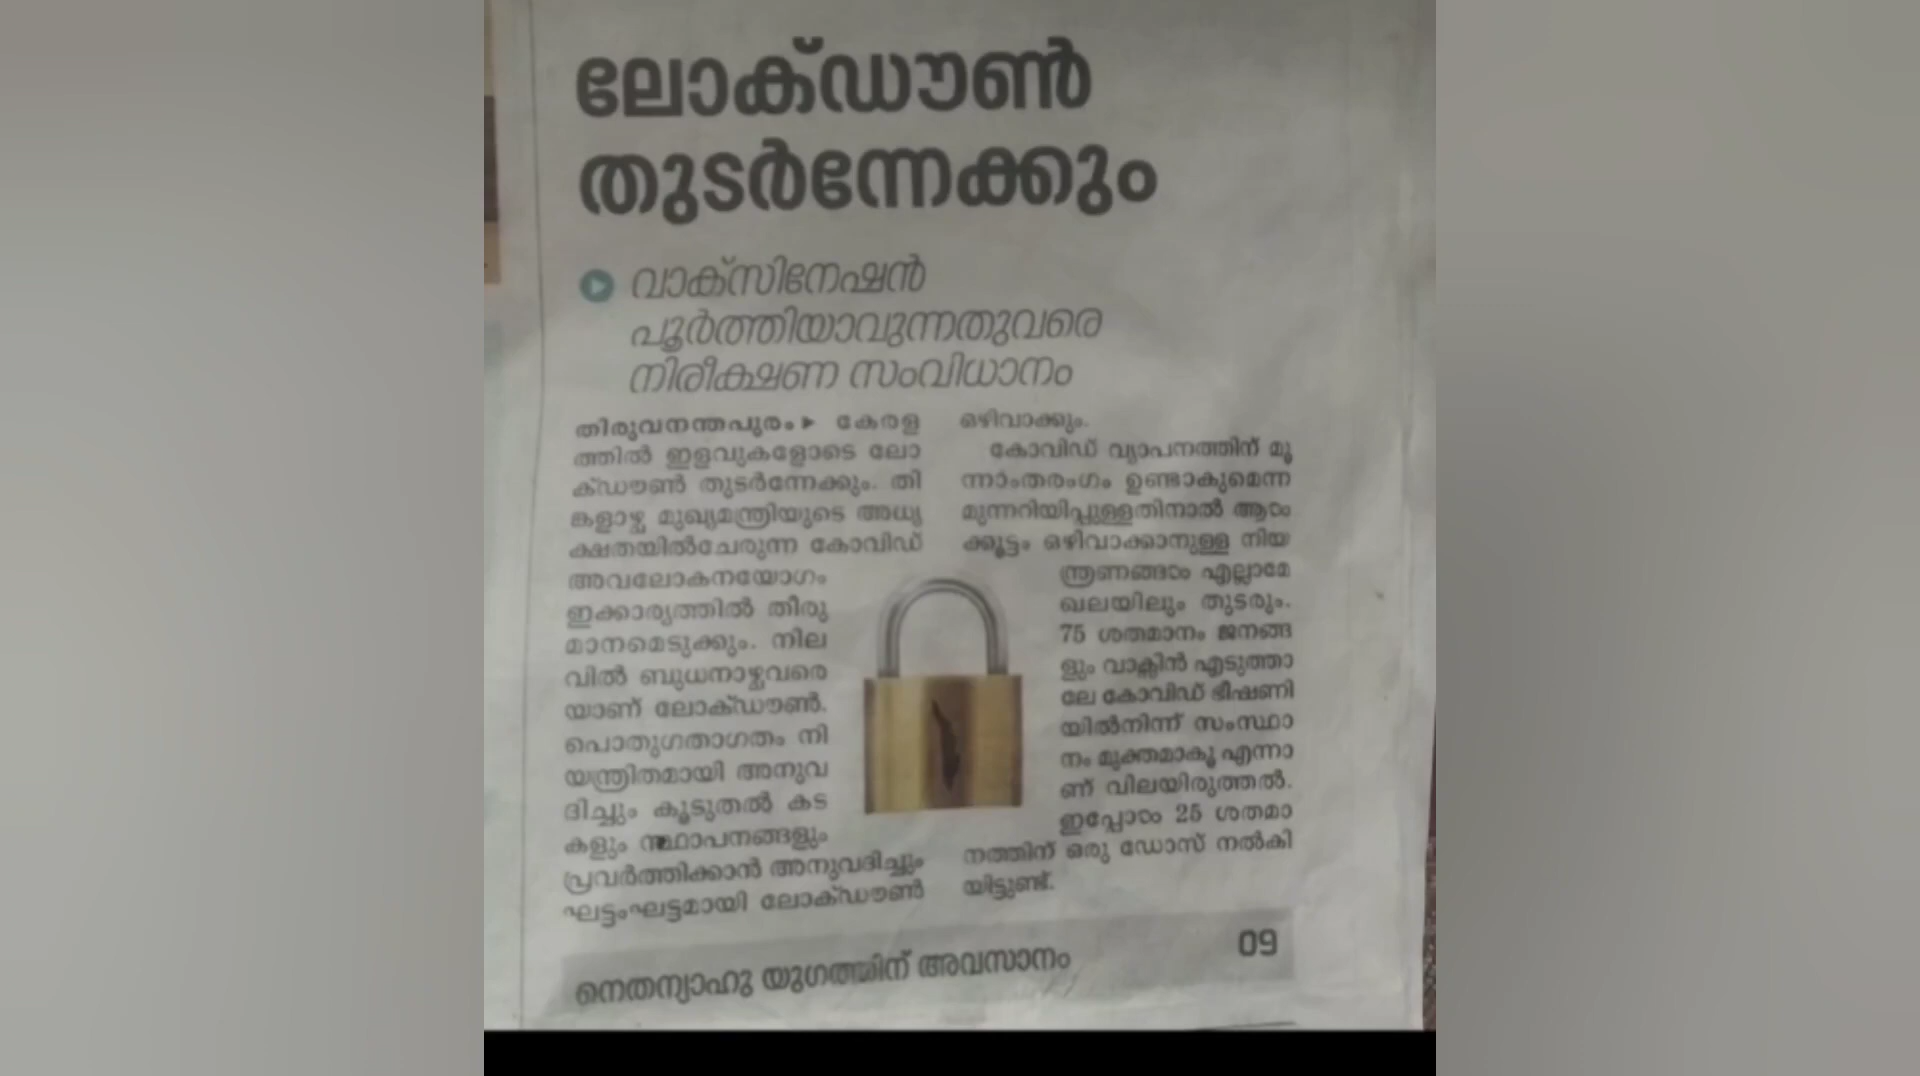 ലോക്ഡൗൺ
തുടർന്നേക്കും
വാക്സിനേഷൻ
പൂർത്തിയാവുന്നതുവരെ
നിരീക്ഷണ സംവിധാനം
തിരുവനന്തപുരം▶ കേരള
ത്തിൽ ഇളവുകളോടെ ലോ
ക്ഡൗൺ തുടർന്നേക്കും. തി
ങ്കളാഴ്ച മുഖ്യമന്ത്രിയുടെ അധ്യ
ക്ഷതയിൽചേരുന്ന കോവിഡ്
അവലോകനയോഗം
ഇക്കാര്യത്തിൽ തീരു
മാനമെടുക്കും. നില
വിൽ ബുധനാഴ്ചവരെ
യാണ് ലോക്ഡൗൺ.
പൊതുഗതാഗതം നി
യന്ത്രിതമായി അനുവ
ദിച്ചും കൂടുതൽ കട
കളും സ്ഥാപനങ്ങളും
പ്രവർത്തിക്കാൻ അനുവദിച്ചും
ഘട്ടംഘട്ടമായി ലോക്ഡൗൺ
ഒഴിവാക്കും.
കോവിഡ് വ്യാപനത്തിന് മൂ
ന്നാംതരംഗം ഉണ്ടാകുമെന്ന
മുന്നറിയിപ്പുള്ളതിനാൽ ആൾ
ക്കൂട്ടം ഒഴിവാക്കാനുള്ള നിയ
ന്ത്രണങ്ങൾ എല്ലാമേ
ഖലയിലും തുടരും.
75 ശതമാനം ജനങ്ങ
ളും വാക്സിൻ എടുത്താ
ലേ കോവിഡ് ഭീഷണി
യിൽനിന്ന് സംസ്ഥാ
നം മുക്തമാകൂ എന്നാ
ണ് വിലയിരുത്തൽ.
ഇപ്പോൾ 25 ശതമാ
നത്തിന് ഒരു ഡോസ് നൽകി
യിട്ടുണ്ട്.
നെതന്യാഹു യുഗത്തിന് അവസാനം 09